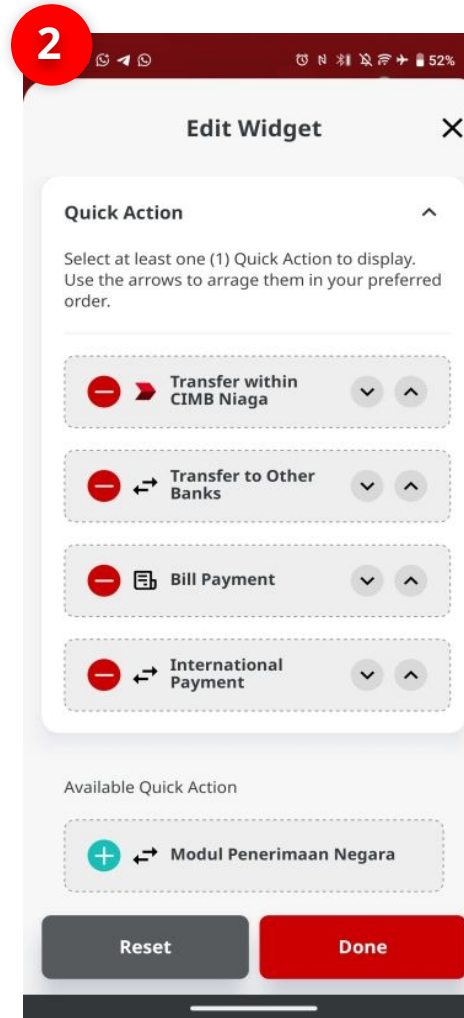 2
52%
Edit Widget
Quick Action
Select at least one (1) Quick Action to display.
Use the arrows to arrage them in your preferred
order.
Transfer within
CIMB Niaga
Transfer to Other
Banks
Bill Payment
International
Payment
Available Quick Action
Modul Penerimaan Negara
Reset
Done